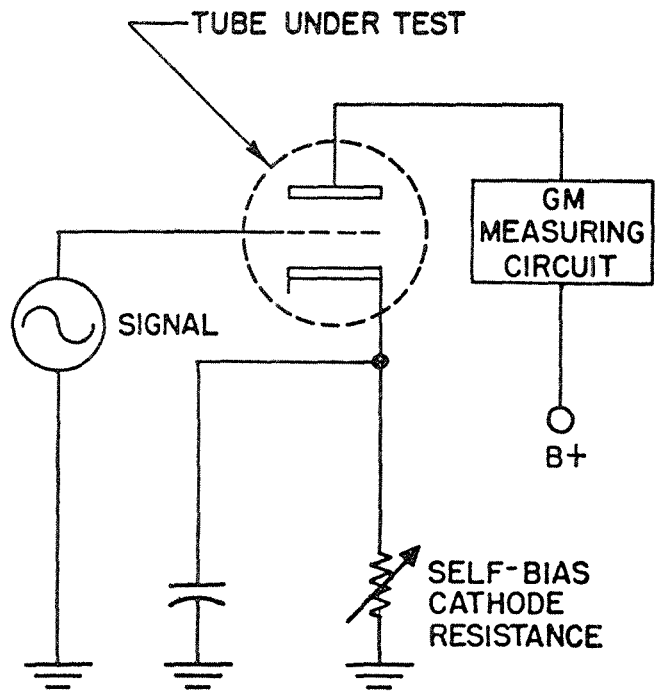 TUBE UNDER TEST
GM
MEASURING
CIRCUIT
SIGNAL
B+
SELF-BIAS
CATHODE
RESISTANCE